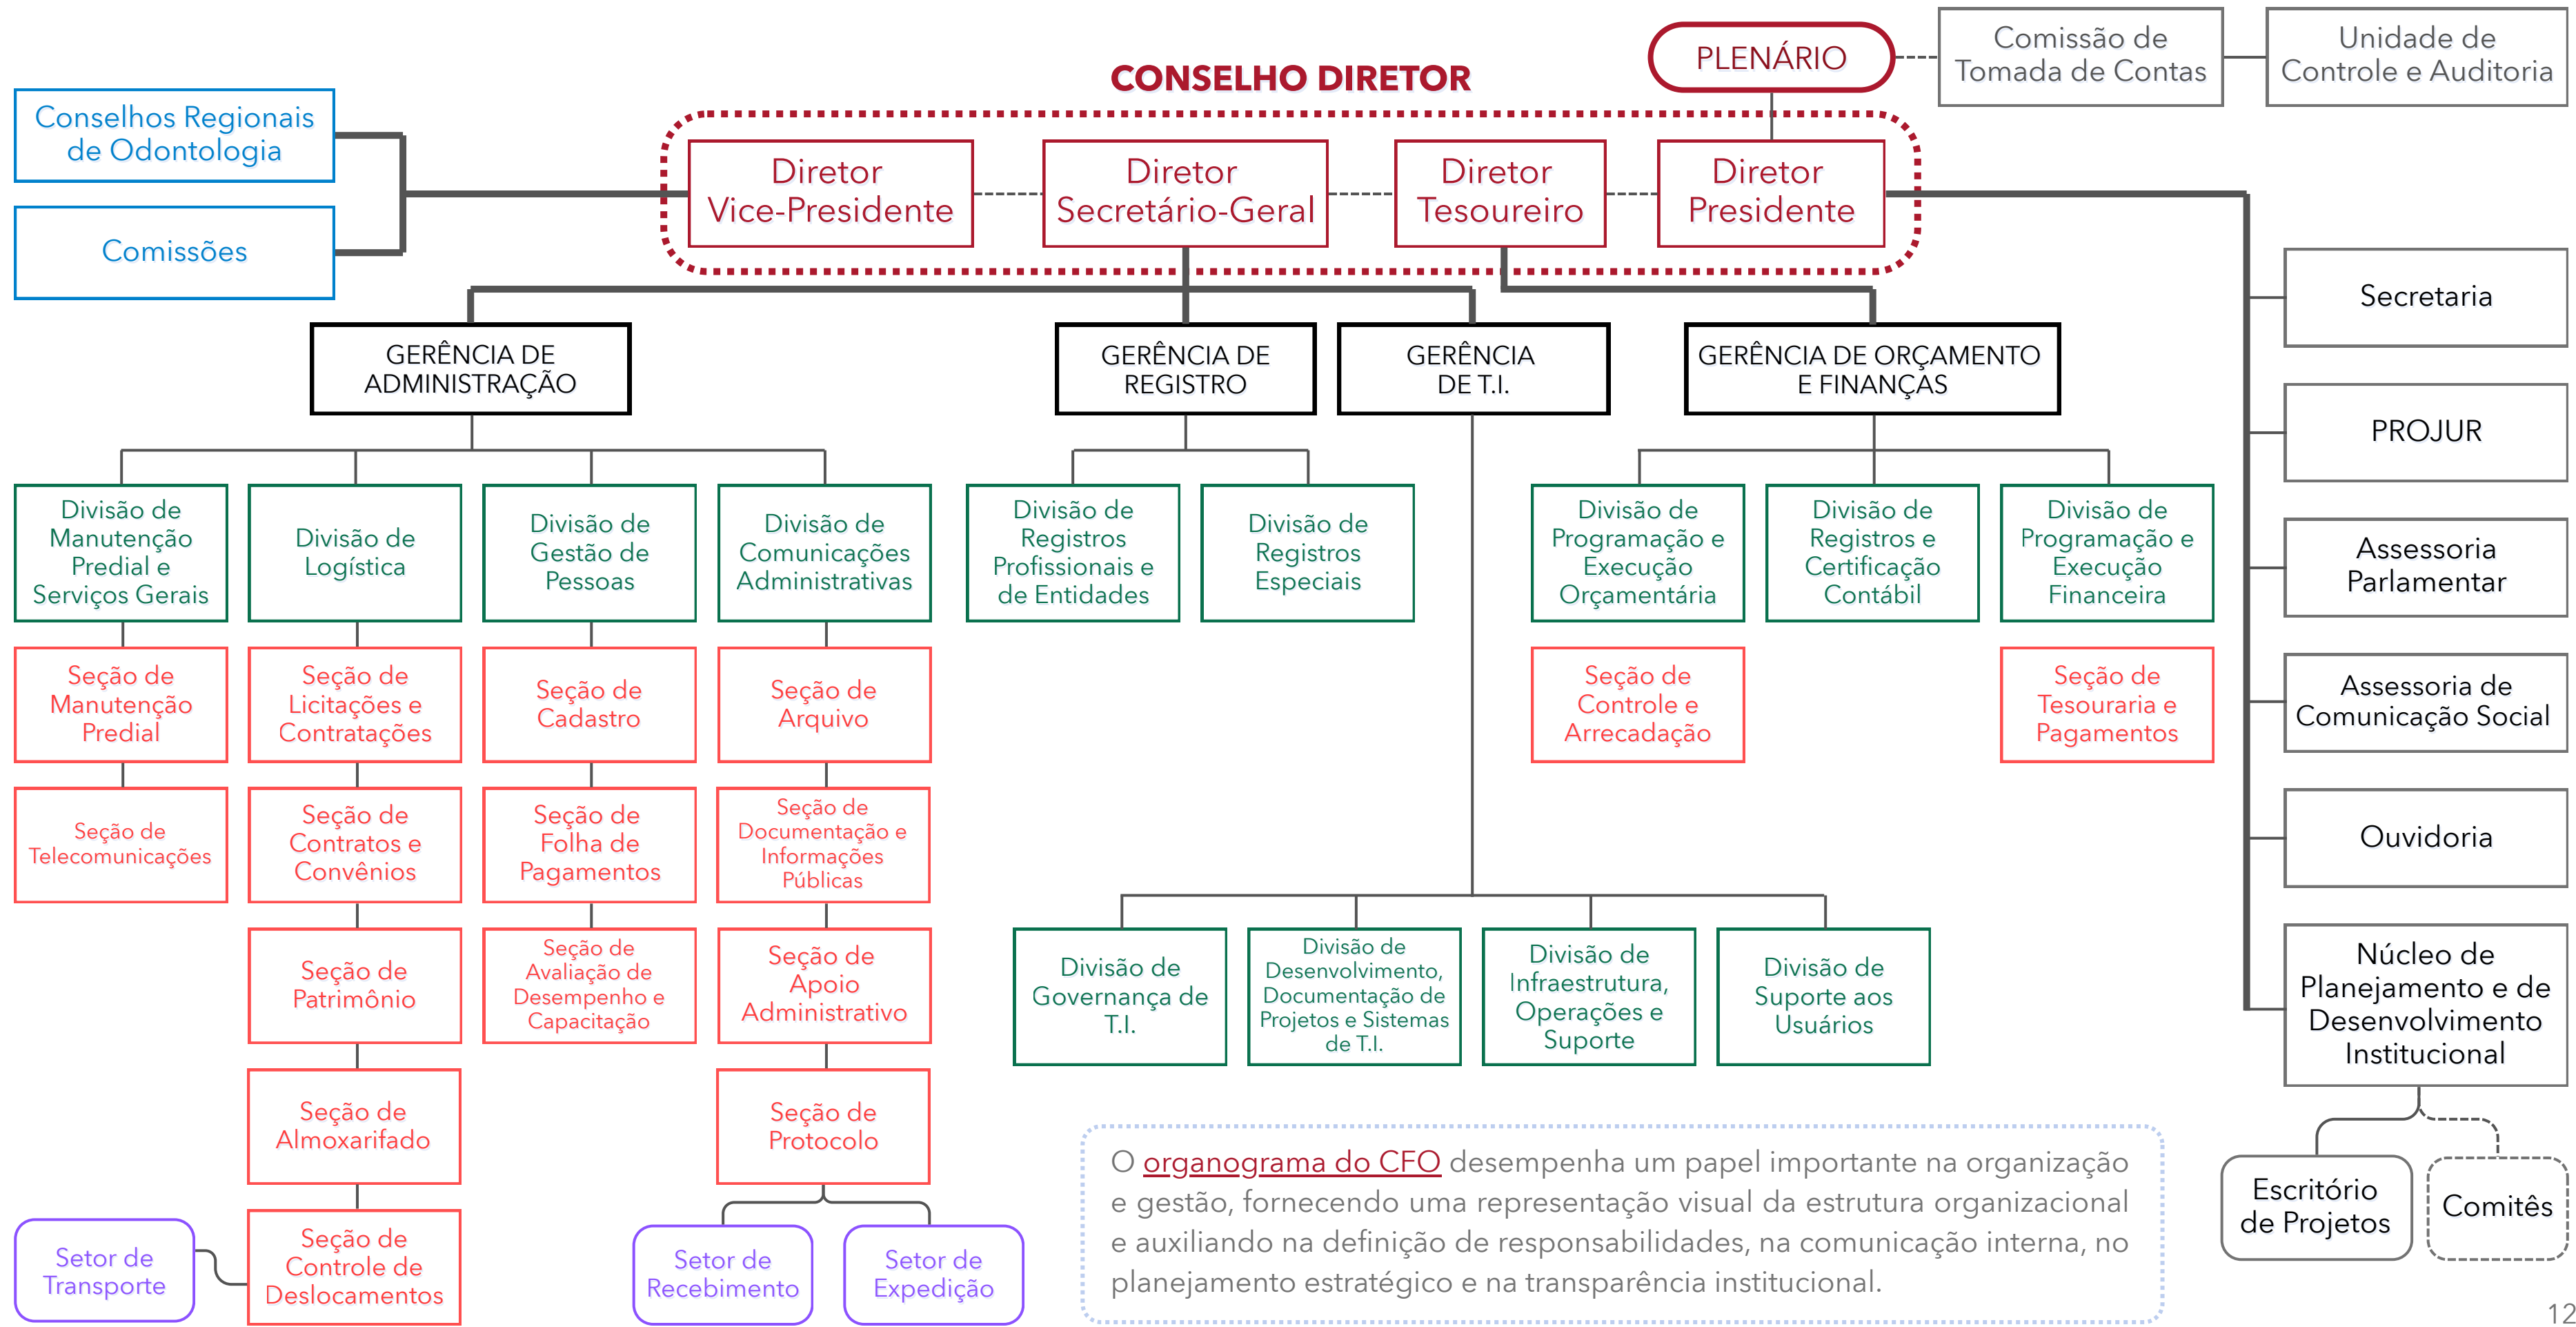 PLENÁRIO
Comissão de
Tomada de Contas
Unidade de
Controle e Auditoria
CONSELHO DIRETOR
Conselhos Regionais
de Odontologia
Comissões
Diretor
Vice-Presidente
Diretor
Secretário-Geral
Diretor
Tesoureiro
Diretor
Presidente
Secretaria
PROJUR
Assessoria
Parlamentar
Assessoria de
Comunicação Social
Ouvidoria
Núcleo de
Planejamento e de
Desenvolvimento
Institucional
Escritório
de Projetos
Comitês
GERÊNCIA DE
ADMINISTRAÇÃO
GERÊNCIA DE
REGISTRO
GERÊNCIA
DE T.I.
GERÊNCIA DE ORÇAMENTO
E FINANÇAS
Divisão de
Manutenção
Predial e
Serviços Gerais
Divisão de
Logística
Divisão de
Gestão de
Pessoas
Divisão de
Comunicações
Administrativas
Divisão de
Registros
Profissionais e
de Entidades
Divisão de
Registros
Especiais
Divisão de
Programação e
Execução
Orçamentária
Divisão de
Registros e
Certificação
Contábil
Divisão de
Programação e
Execução
Financeira
Seção de
Manutenção
Predial
Seção de
Licitações e
Contratações
Seção de
Cadastro
Seção de
Arquivo
Seção de
Controle e
Arrecadação
Seção de
Tesouraria e
Pagamentos
Seção de
Telecomunicações
Seção de
Contratos e
Convênios
Seção de
Folha de
Pagamentos
Seção de
Documentação e
Informações
Públicas
Seção de
Patrimônio
Seção de
Avaliação de
Desempenho e
Capacitação
Seção de
Apoio
Administrativo
Divisão de
Governança de
T.I.
Divisão de
Desenvolvimento,
Documentação de
Projetos e Sistemas
de T.I.
Divisão de
Infraestrutura,
Operações e
Suporte
Divisão de
Suporte aos
Usuários
Seção de
Almoxarifado
Seção de
Protocolo
Setor de
Transporte
Seção de
Controle de
Deslocamentos
Setor de
Recebimento
Setor de
Expedição
O organograma do CFO desempenha um papel importante na organização
e gestão, fornecendo uma representação visual da estrutura organizacional
e auxiliando na definição de responsabilidades, na comunicação interna, no
planejamento estratégico e na transparência institucional.
12